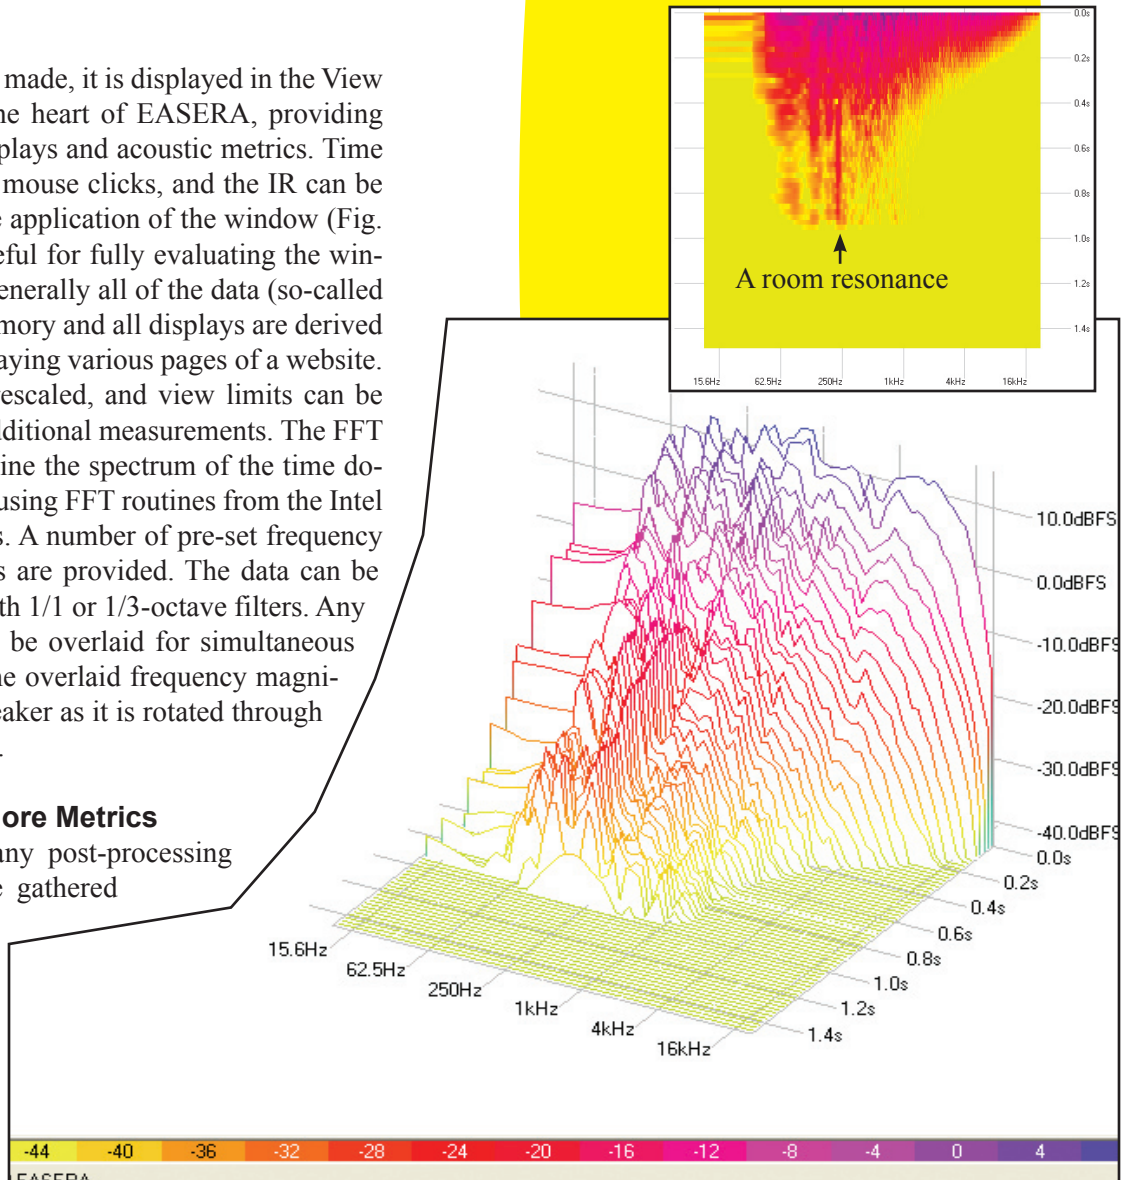 made, it is displayed in the View
he heart of EASERA, providing
plays and acoustic metrics. Time
mouse clicks, and the IR can be
e application of the window (Fig.
eful for fully evaluating the win-
enerally all of the data (so-called
mory and all displays are derived
aying various pages of a website.
escaled, and view limits can be
dditional measurements. The FFT
ine the spectrum of the time do-
using FFT routines from the Intel
s. A number of pre-set frequency
s are provided. The data can be
th 1/1 or 1/3-octave filters. Any
be overlaid for simultaneous
ne overlaid frequency magni-
eaker as it is rotated through
ore Metrics
any post-processing
e gathered
0.0s
0.2s
0.4s
0.6s
0.8s
1.0s
1.2s
1.4s
A room resonance
15.6Hz 62.5Hz 250Hz 1kHz 4kHz 16kHz
10.0dBFS
0.0dBFS
-10.0dBFS
-20.0dBFS
-30.0dBFS
-40.0dBFS
0.0s
0.2s
0.4s
0.6s
0.8s
1.0s
1.2s
1.4s
15.6Hz
62.5Hz
250Hz
1kHz
4kHz
16kHz
-44 -40 -36 -32 -28 -24 -20 -16 -12 -8 -4 0 4
EASERA